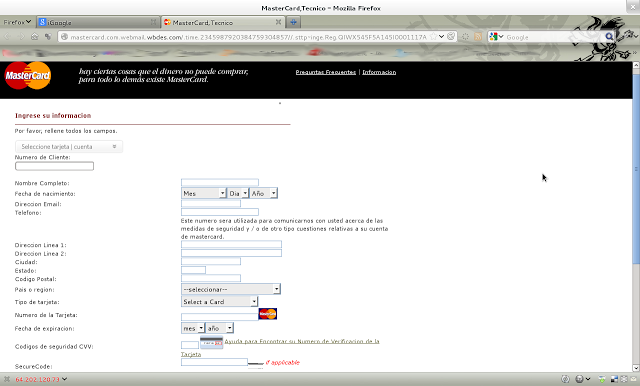 MasterCard,Tecnico - Mozilla Firefox
Firefox
iGoogle
MasterCard, Tecnico
mastercard.com.webmail.wbdes.com/.time.2345987920384759304857//.sttp=inge.Reg.QIWX545F5A145I0001117A
Google
MasterCard
hay ciertas cosas que el dinero no puede comprar,
para todo lo demás existe MasterCard.
Preguntas Frecuentes | Informacion
Ingrese su informacion
Por favor, rellene todos los campos.
Seleccione tarjeta | cuenta
Numero de Cliente:
Nombre Completo:
Fecha de nacimiento: Mes Dia Año
Direccion Email:
Telefono:
Este numero sera utilizada para comunicarnos con usted acerca de las
medidas de seguridad y / o de otro tipo cuestiones relativas a su cuenta
de mastercard.
Direccion Linea 1:
Direccion Linea 2:
Ciudad:
Estado:
Codigo Postal:
Pais o region: --seleccionar--
Tipo de tarjeta: Select a Card
Numero de la Tarjeta: MasterCard
Fecha de expiracion: mes año
Codigos de seguridad CVV: Ayuda para Encontrar su Numero de Verificacion de la
Tarjeta
SecureCode: if applicable
64.202.120.73